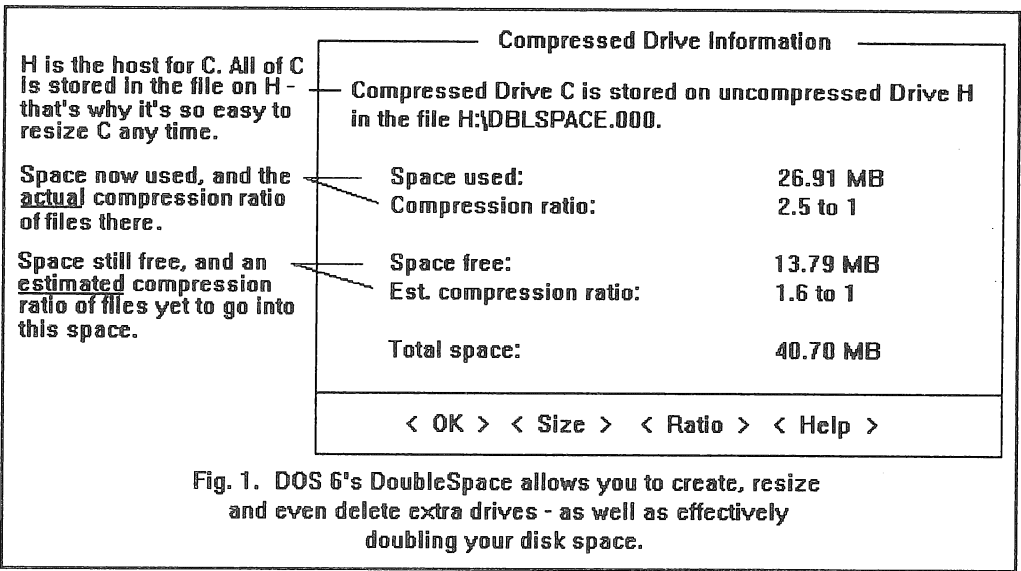 H is the host for C. All of C
is stored in the file on H -
that's why it's so easy to
resize C any time.
Space now used, and the
actual compression ratio
of files there.
Space still free, and an
estimated compression
ratio of files yet to go into
this space.
Compressed Drive Information
Compressed Drive C is stored on uncompressed Drive H
in the file H:\DBLSPACE.000.
Space used: 26.91 MB
Compression ratio: 2.5 to 1
Space free: 13.79 MB
Est. compression ratio: 1.6 to 1
Total space: 40.70 MB
< OK > < Size > < Ratio > < Help >
Fig. 1. DOS 6's DoubleSpace allows you to create, resize
and even delete extra drives - as well as effectively
doubling your disk space.